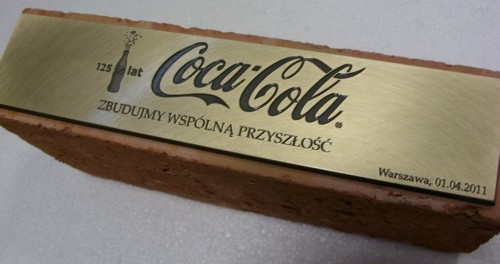 125 lat
Coca-Cola®
ZBUDUJMY WSPÓLNĄ PRZYSZŁOŚĆ
Warszawa, 01.04.2011